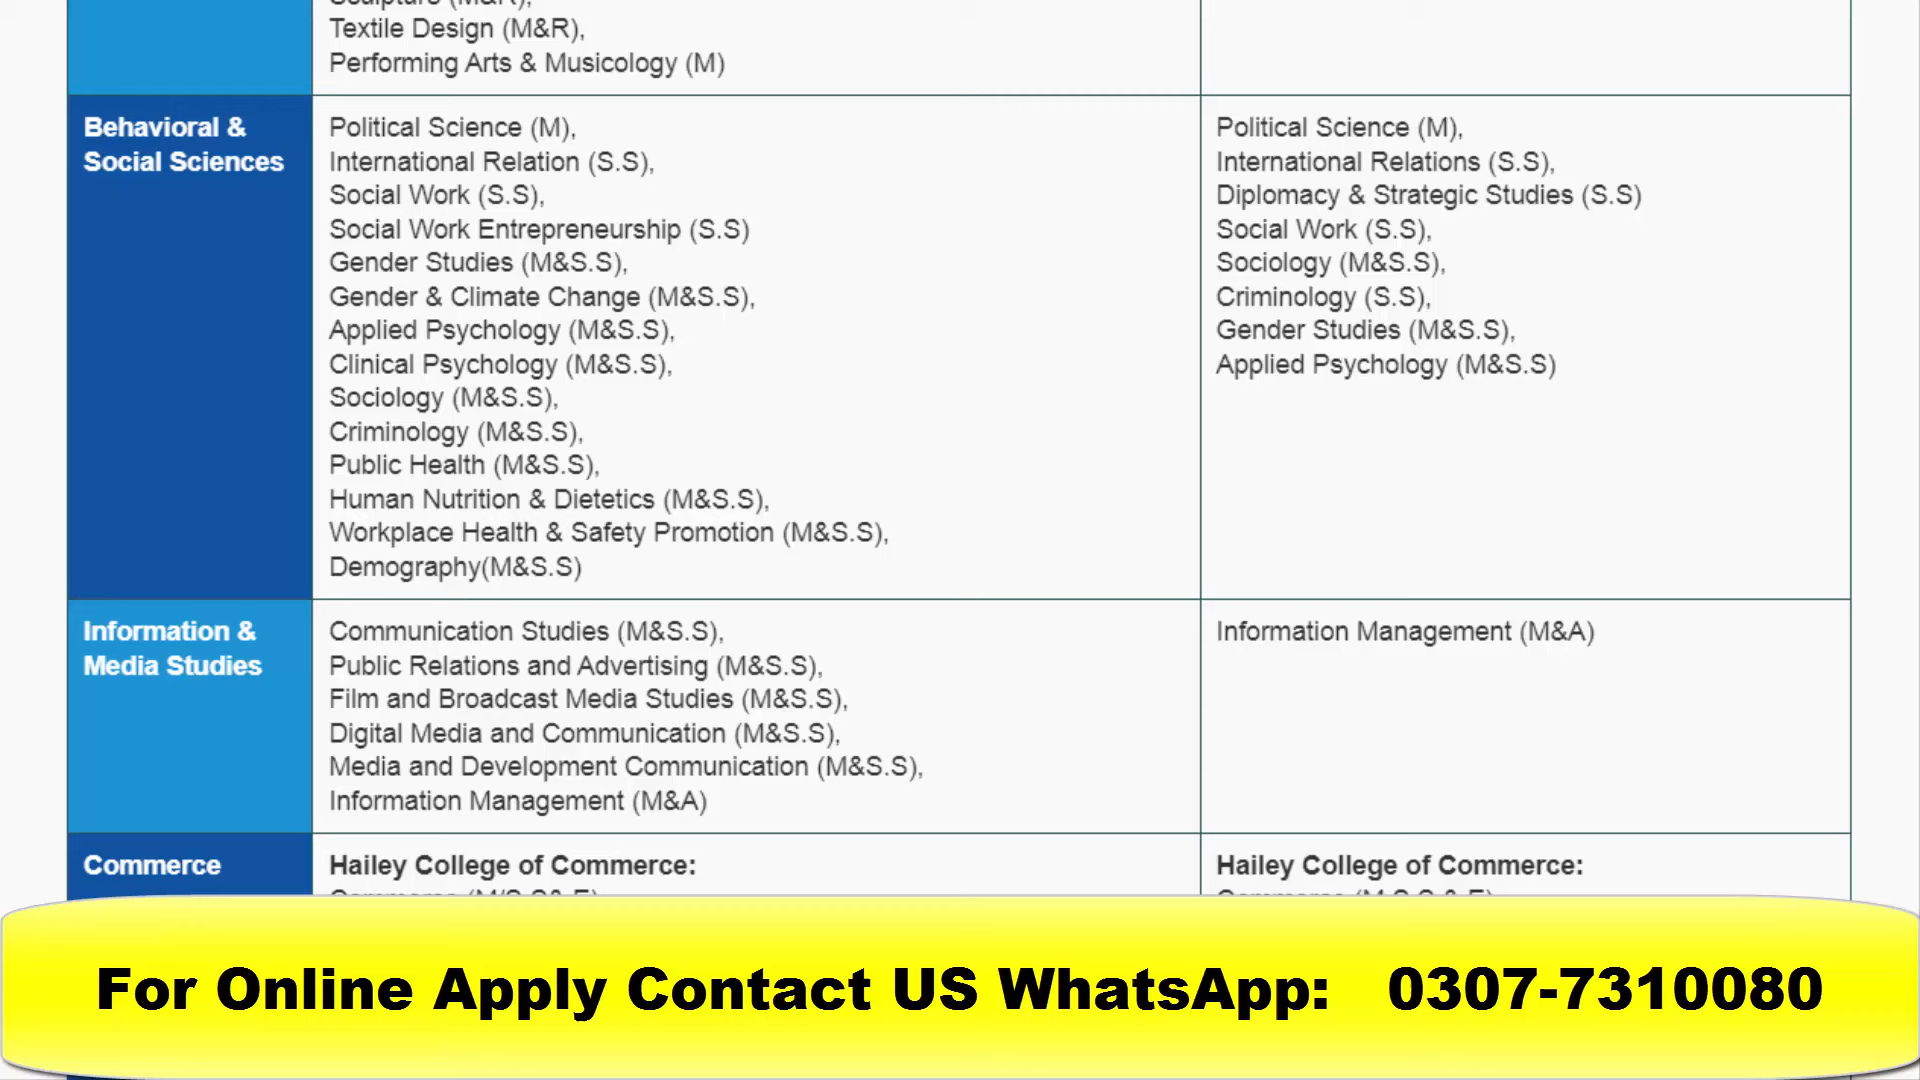 Sculpture (M&R),
Textile Design (M&R),
Performing Arts & Musicology (M)
Behavioral &
Social Sciences
Political Science (M),
International Relation (S.S),
Social Work (S.S),
Social Work Entrepreneurship (S.S)
Gender Studies (M&S.S),
Gender & Climate Change (M&S.S),
Applied Psychology (M&S.S),
Clinical Psychology (M&S.S),
Sociology (M&S.S),
Criminology (M&S.S),
Public Health (M&S.S),
Human Nutrition & Dietetics (M&S.S),
Workplace Health & Safety Promotion (M&S.S),
Demography(M&S.S)
Political Science (M),
International Relations (S.S),
Diplomacy & Strategic Studies (S.S)
Social Work (S.S),
Sociology (M&S.S),
Criminology (S.S),
Gender Studies (M&S.S),
Applied Psychology (M&S.S)
Information &
Media Studies
Communication Studies (M&S.S),
Public Relations and Advertising (M&S.S),
Film and Broadcast Media Studies (M&S.S),
Digital Media and Communication (M&S.S),
Media and Development Communication (M&S.S),
Information Management (M&A)
Information Management (M&A)
Commerce
Hailey College of Commerce:
Hailey College of Commerce:
For Online Apply Contact US WhatsApp: 0307-7310080